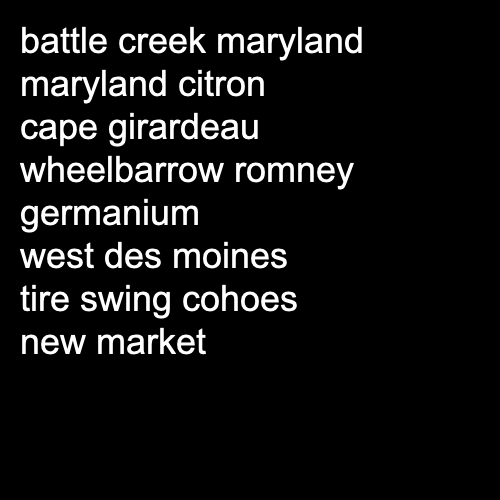 battle creek maryland
maryland citron
cape girardeau
wheelbarrow romney
germanium
west des moines
tire swing cohoes
new market